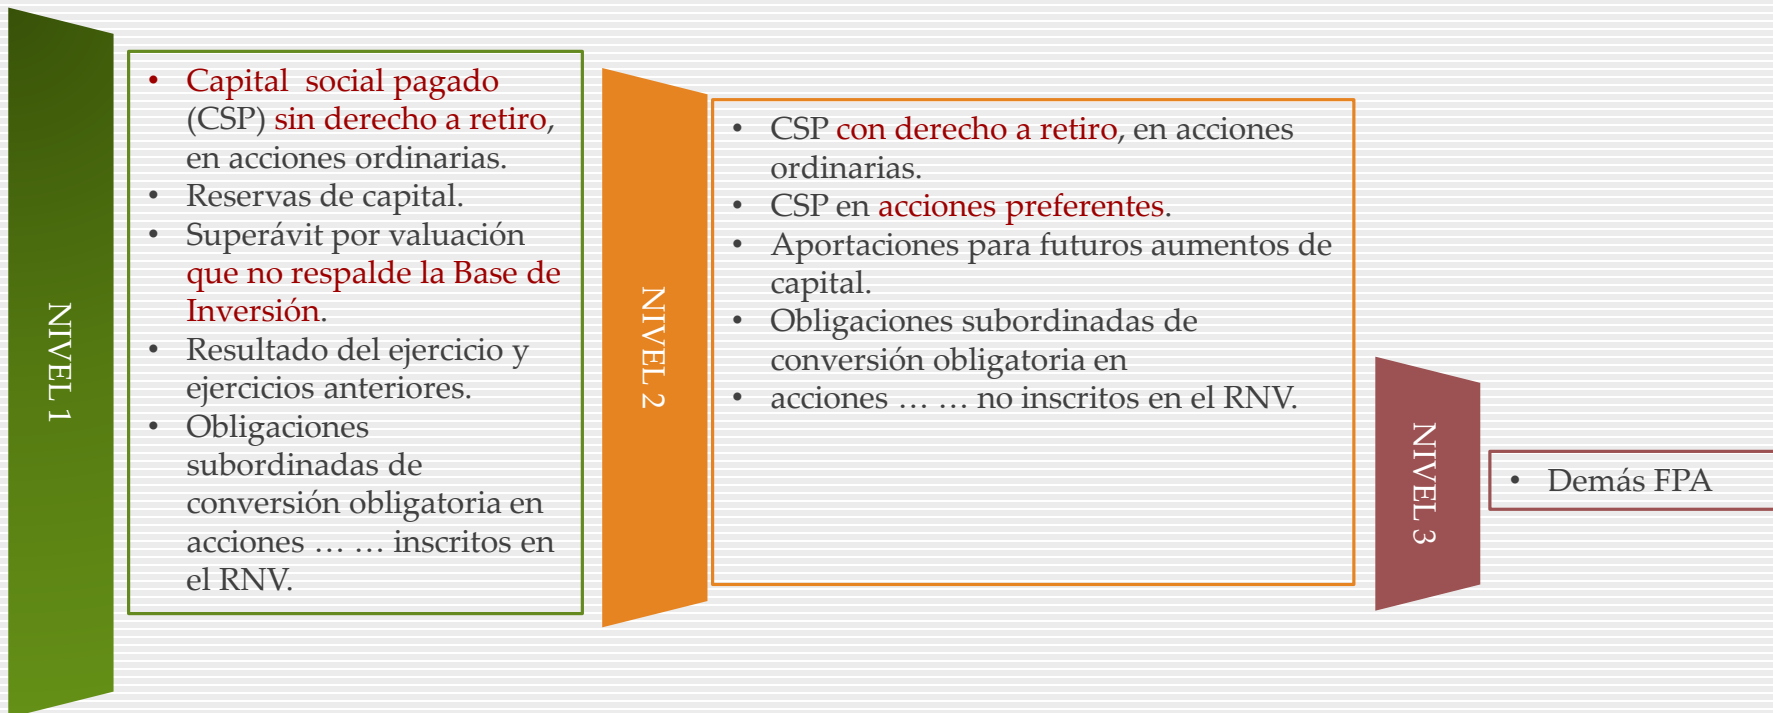 NIVEL 1
• Capital social pagado
(CSP) sin derecho a retiro,
en acciones ordinarias.
• Reservas de capital.
• Superávit por valuación
que no respalde la Base de
Inversión.
• Resultado del ejercicio y
ejercicios anteriores.
• Obligaciones
subordinadas de
conversión obligatoria en
acciones … … inscritos en
el RNV.
NIVEL 2
• CSP con derecho a retiro, en acciones
ordinarias.
• CSP en acciones preferentes.
• Aportaciones para futuros aumentos de
capital.
• Obligaciones subordinadas de
conversión obligatoria en
• acciones … … no inscritos en el RNV.
NIVEL 3
• Demás FPA